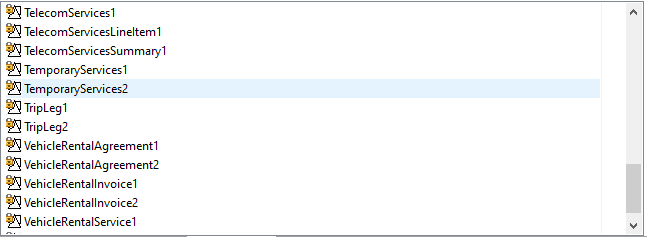 TelecomServices1
TelecomServicesLineItem1
TelecomServicesSummary1
TemporaryServices1
TemporaryServices2
TripLeg1
TripLeg2
VehicleRentalAgreement1
VehicleRentalAgreement2
VehicleRentalInvoice1
VehicleRentalInvoice2
VehicleRentalService1